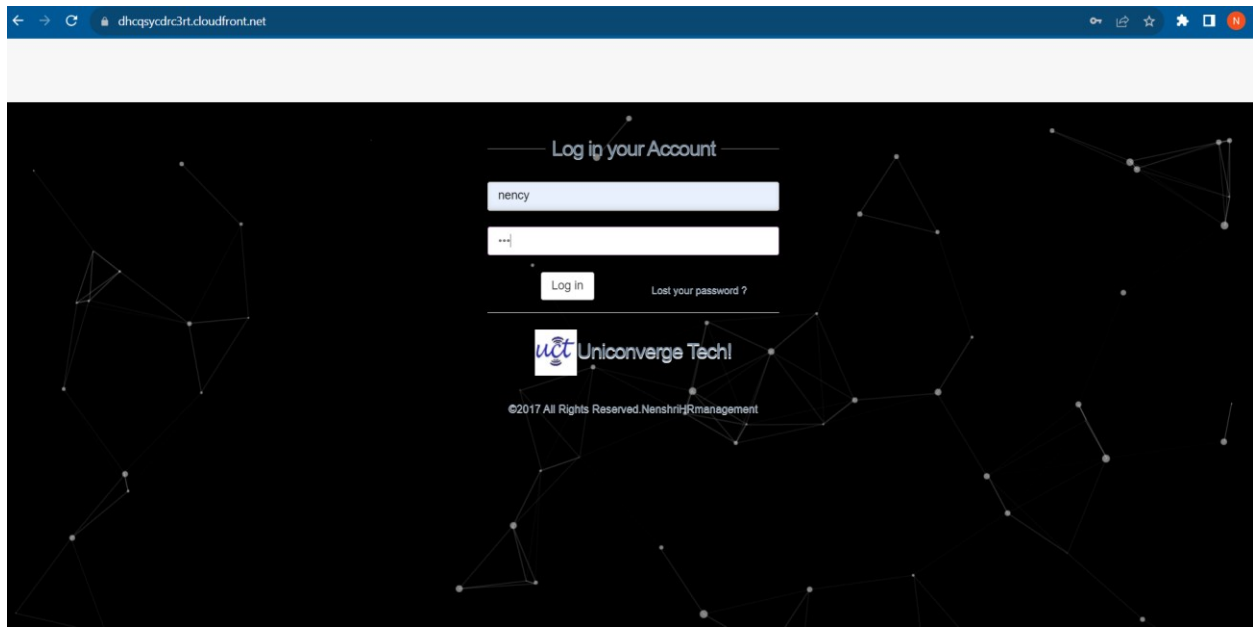 dhcqsycdrc3rt.cloudfront.net
N
Log in your Account
nency
•••
Log in Lost your password ?
uct Uniconverge Tech!
©2017 All Rights Reserved.NenshriHRmanagement